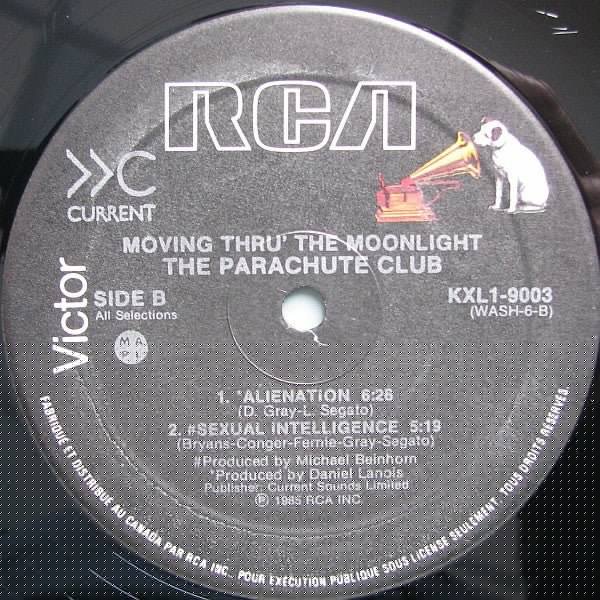 RCA
>>C
CURRENT
MOVING THRU' THE MOONLIGHT
THE PARACHUTE CLUB
Victor
SIDE B
All Selections
M A
P L
KXL1-9003
(WASH-6-B)
1. *ALIENATION 6:26
(D. Gray-L. Segato)
2. #SEXUAL INTELLIGENCE 5:19
(Bryans-Conger-Fernie-Gray-Segato)
#Produced by Michael Beinhorn
*Produced by Daniel Lanois
Publisher: Current Sounds Limited
℗ 1985 RCA INC.
FABRIQUÉ ET DISTRIBUÉ AU CANADA PAR RCA INC., POUR EXÉCUTION PUBLIQUE SOUS LICENSE SEULEMENT. TOUS DROITS RÉSERVÉS.